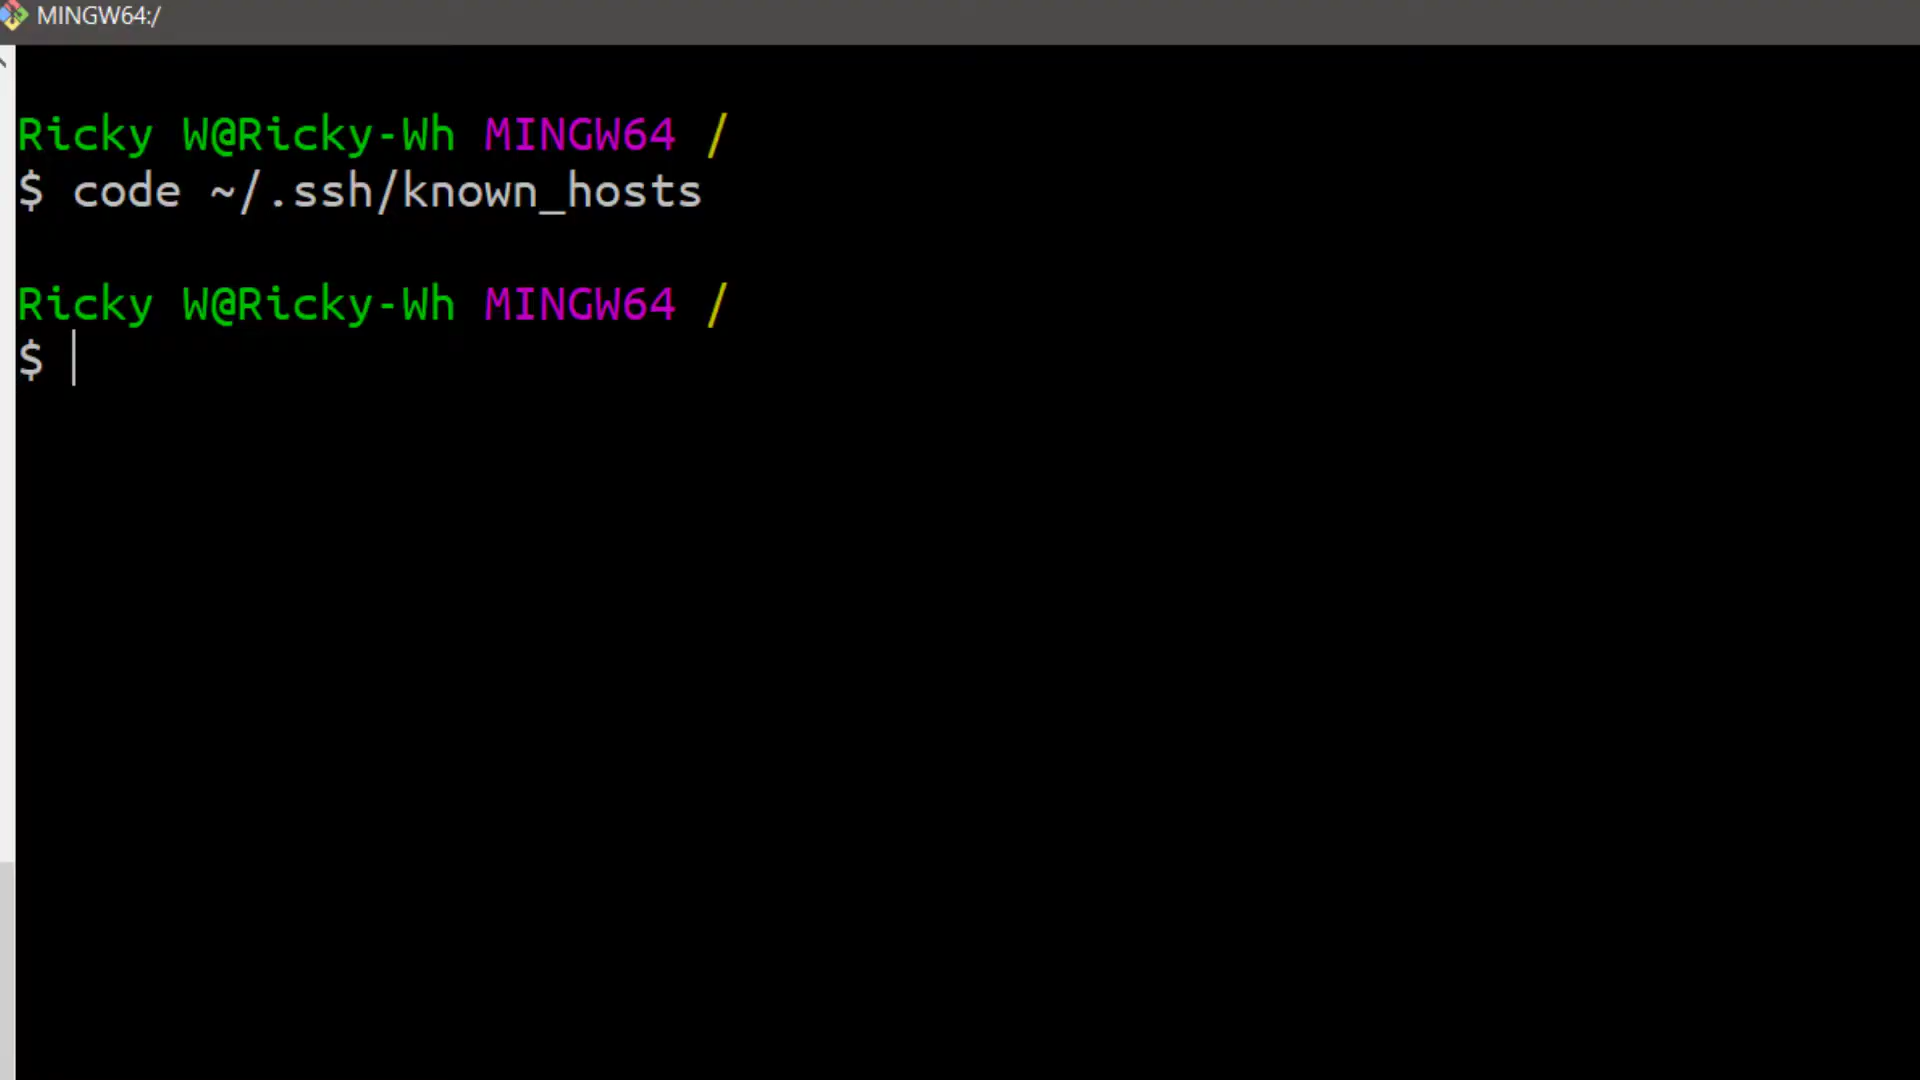 MINGW64:/
Ricky W@Ricky-Wh MINGW64 /
$ code ~/.ssh/known_hosts
Ricky W@Ricky-Wh MINGW64 /
$